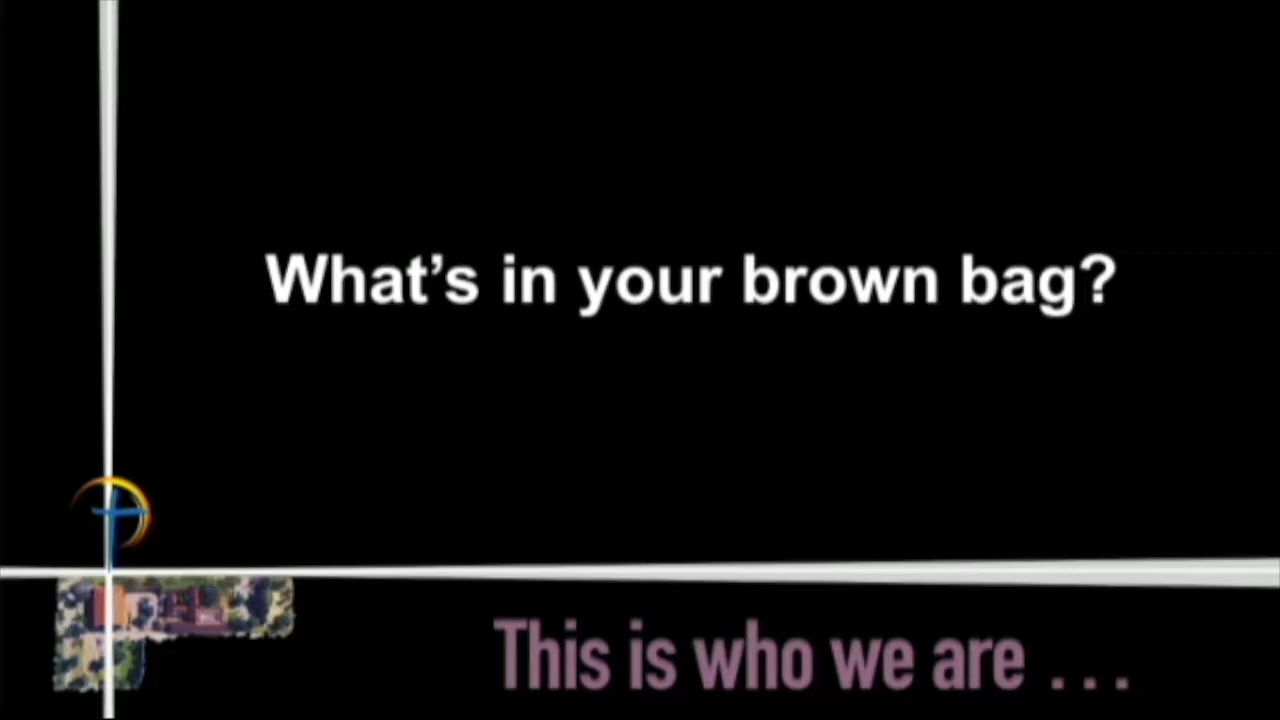 What’s in your brown bag?
This is who we are . . .